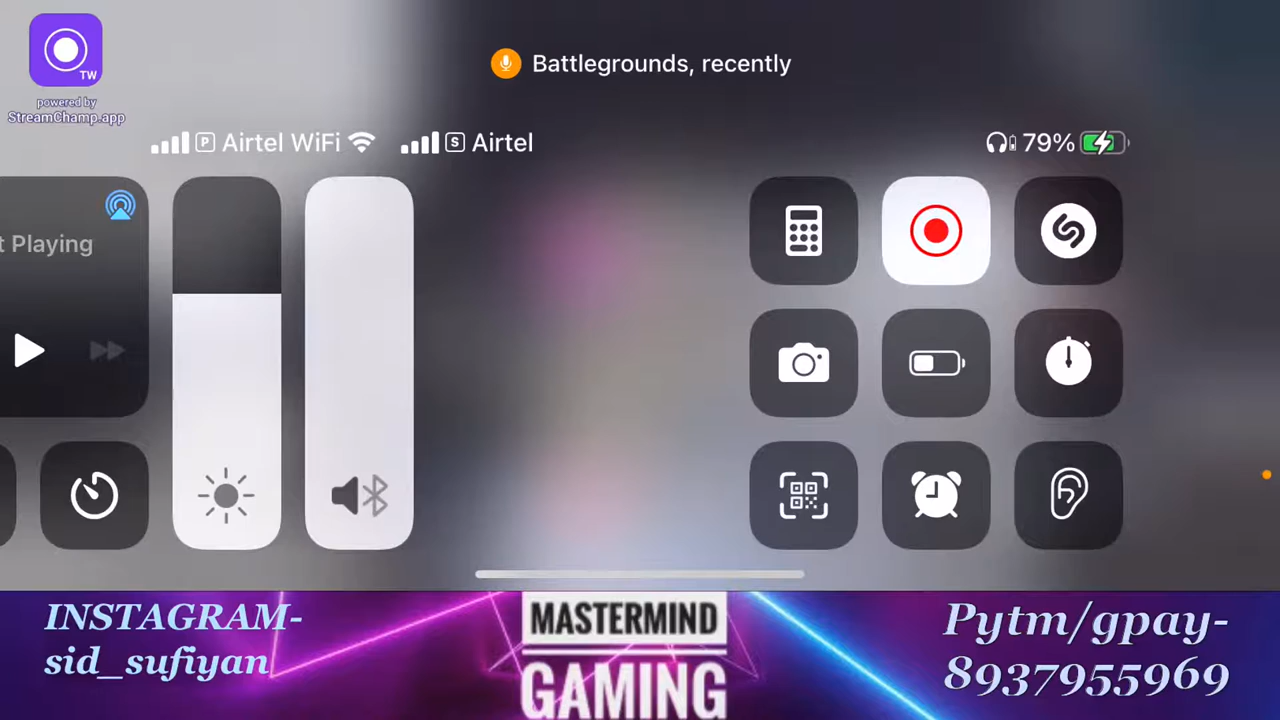 TW
powered by
StreamChamp.app
Battlegrounds, recently
P Airtel WiFi
S Airtel
79%
t Playing
INSTAGRAM-
sid_sufiyan
MASTERMIND
GAMING
Pytm/gpay-
8937955969